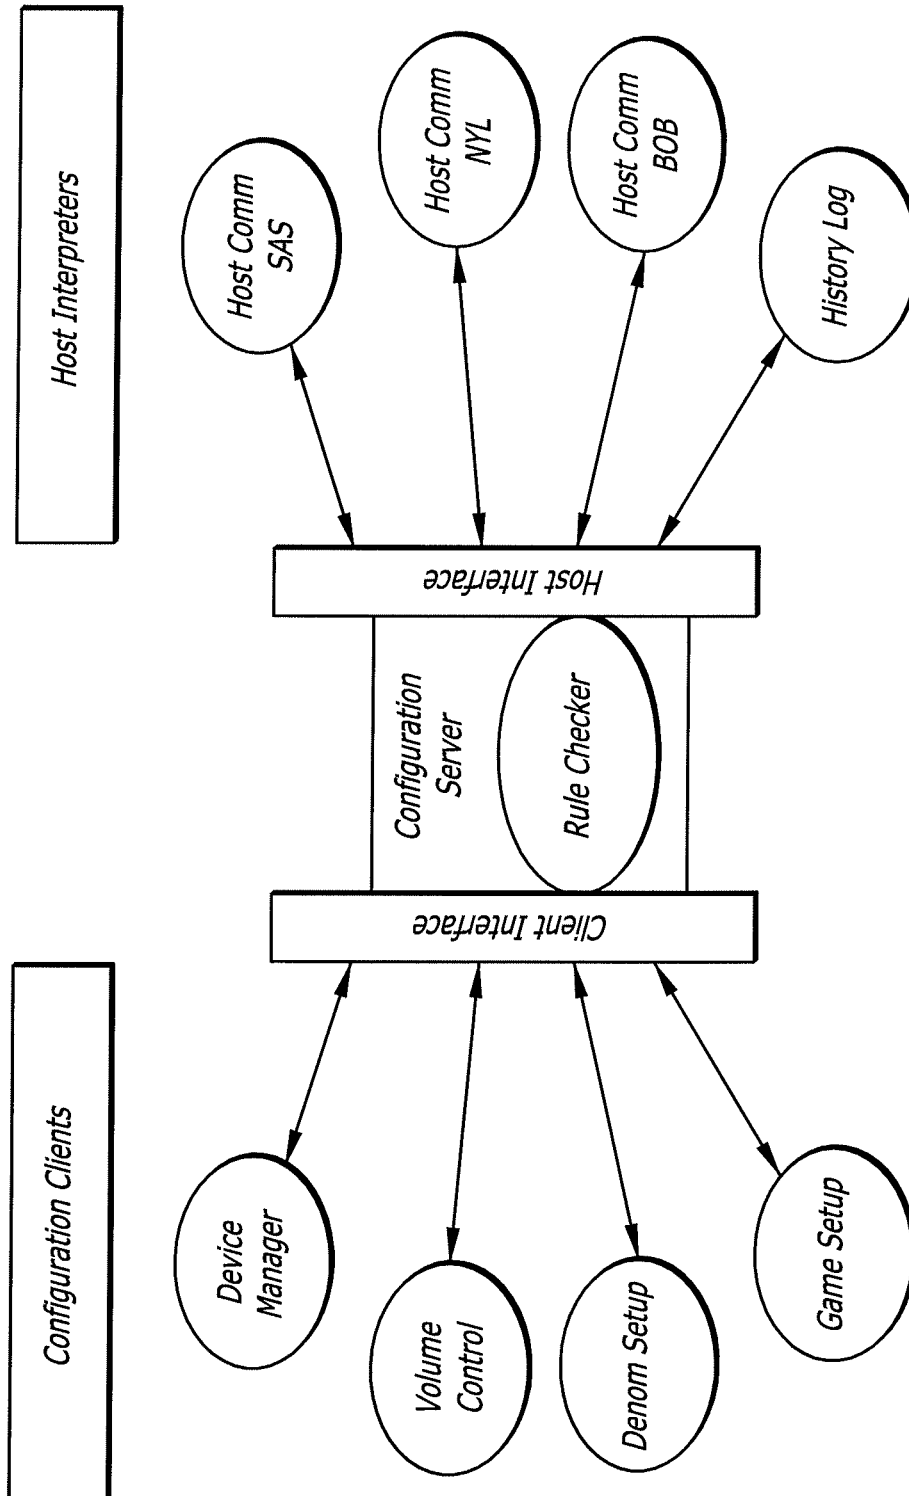 Configuration Clients
Host Interpreters
Device
Manager
Volume
Control
Denom Setup
Game Setup
Client Interface
Configuration
Server
Rule Checker
Host Interface
Host Comm
SAS
Host Comm
NYL
Host Comm
BOB
History Log